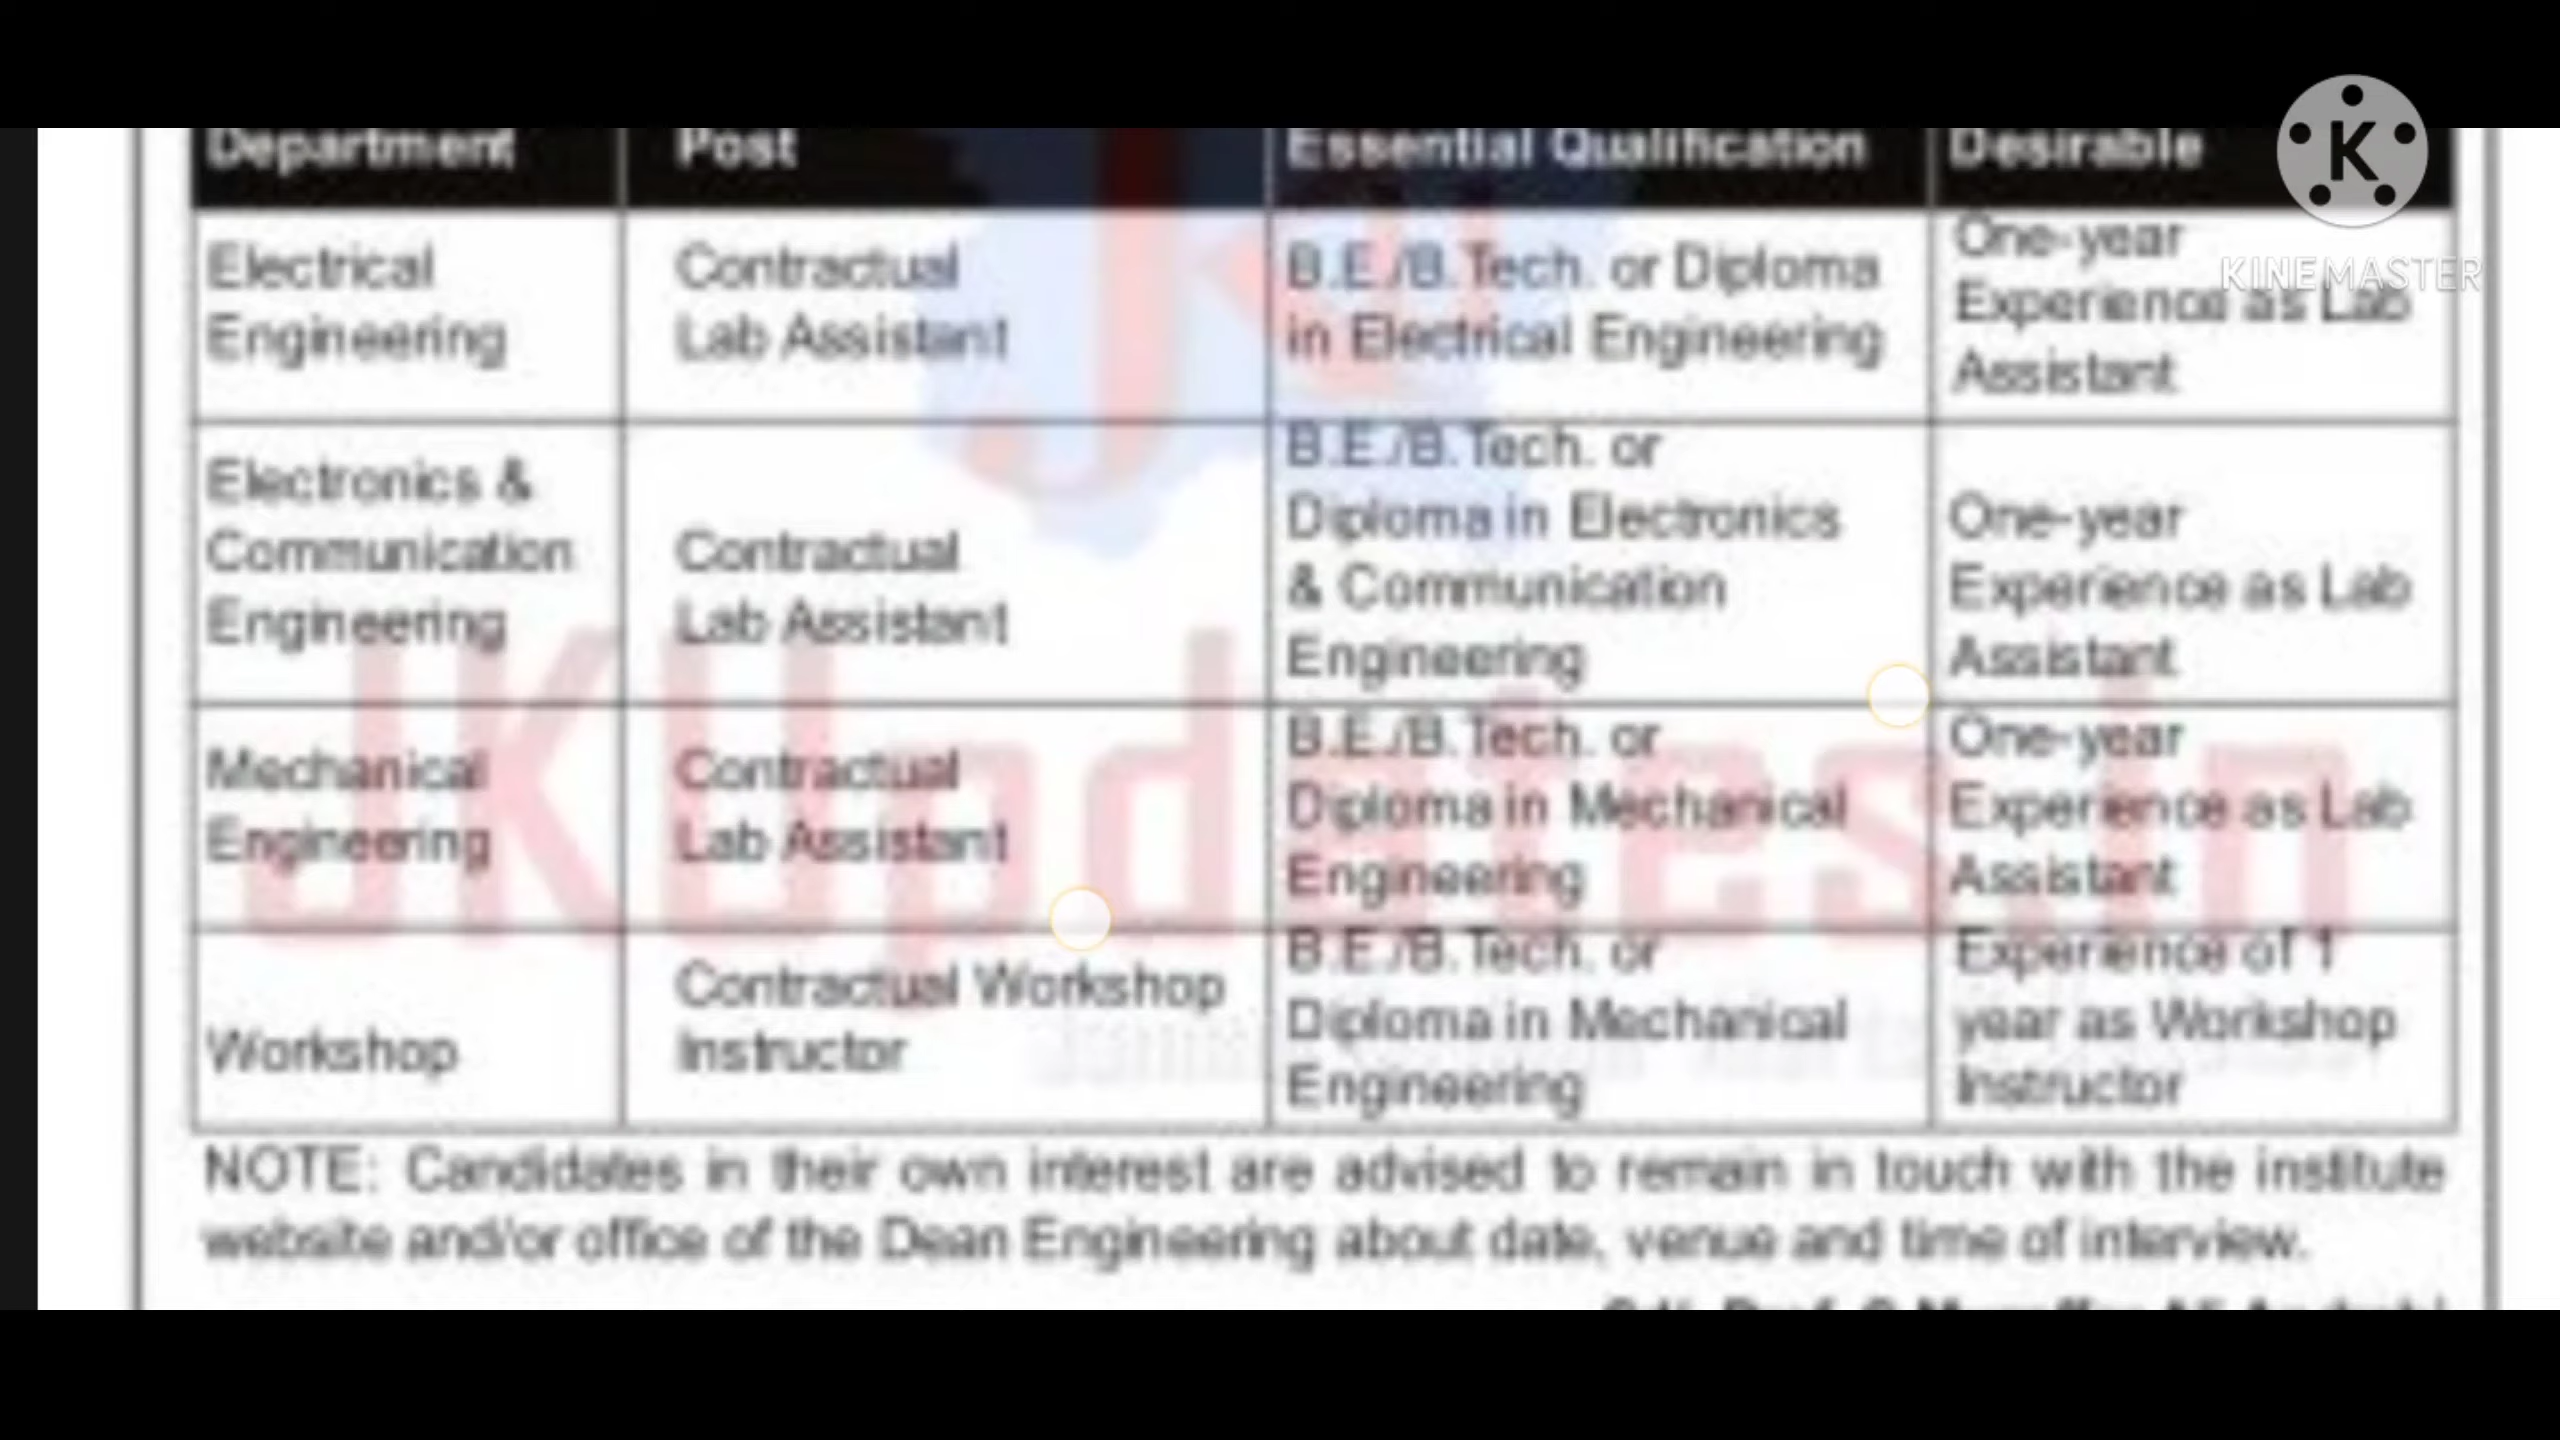 Department Post Essential Qualification Desirable
Electrical
Engineering
Contractual
Lab Assistant
B.E./B.Tech. or Diploma
in Electrical Engineering
One-year
Experience as Lab
Assistant
Electronics &
Communication
Engineering
Contractual
Lab Assistant
B.E./B.Tech. or
Diploma in Electronics
& Communication
Engineering
One-year
Experience as Lab
Assistant
Mechanical
Engineering
Contractual
Lab Assistant
B.E./B.Tech. or
Diploma in Mechanical
Engineering
One-year
Experience as Lab
Assistant
Workshop
Contractual Workshop
Instructor
B.E./B.Tech. or
Diploma in Mechanical
Engineering
Experience of 1
year as Workshop
Instructor
NOTE: Candidates in their own interest are advised to remain in touch with the institute
website and/or office of the Dean Engineering about date, venue and time of interview.
JKUpdates.in
K
KINEMASTER